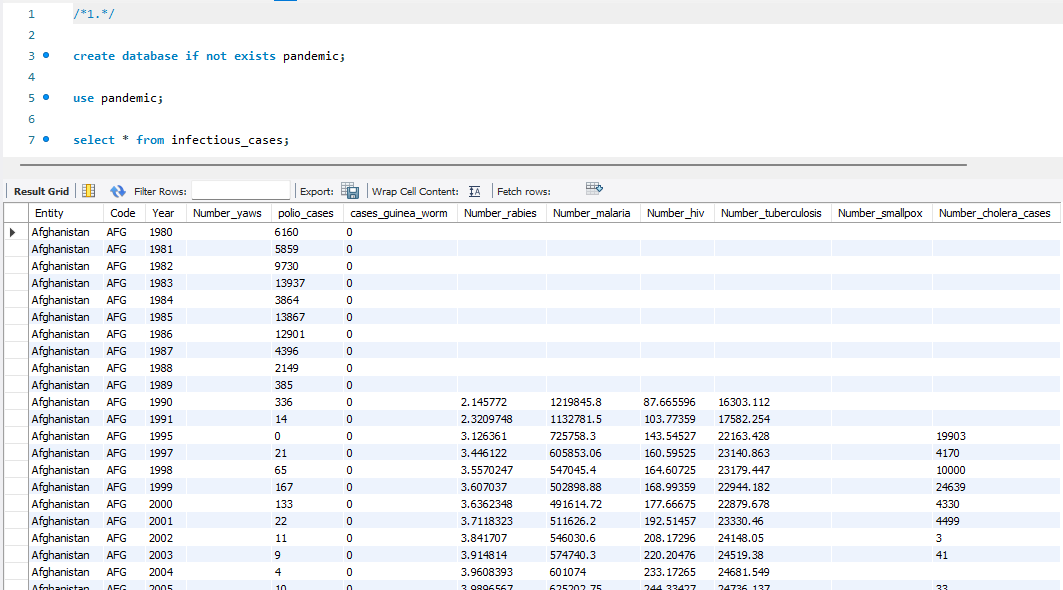 1 /*1.*/
2
3 create database if not exists pandemic;
4
5 use pandemic;
6
7 select * from infectious_cases;
Result Grid Filter Rows: Export: Wrap Cell Content: Fetch rows:
Entity Code Year Number_yaws polio_cases cases_guinea_worm Number_rabies Number_malaria Number_hiv Number_tuberculosis Number_smallpox Number_cholera_cases
Afghanistan AFG 1980 6160 0
Afghanistan AFG 1981 5859 0
Afghanistan AFG 1982 9730 0
Afghanistan AFG 1983 13937 0
Afghanistan AFG 1984 3864 0
Afghanistan AFG 1985 13867 0
Afghanistan AFG 1986 12901 0
Afghanistan AFG 1987 4396 0
Afghanistan AFG 1988 2149 0
Afghanistan AFG 1989 385 0
Afghanistan AFG 1990 336 0 2.145772 1219845.8 87.665596 16303.112
Afghanistan AFG 1991 14 0 2.3209748 1132781.5 103.77359 17582.254
Afghanistan AFG 1995 0 0 3.126361 725758.3 143.54527 22163.428 19903
Afghanistan AFG 1997 21 0 3.446122 605853.06 160.59525 23140.863 4170
Afghanistan AFG 1998 65 0 3.5570247 547045.4 164.60725 23179.447 10000
Afghanistan AFG 1999 167 0 3.607037 502898.88 168.99359 22944.182 24639
Afghanistan AFG 2000 133 0 3.6362348 491614.72 177.66675 22879.678 4330
Afghanistan AFG 2001 22 0 3.7118323 511626.2 192.51457 23330.46 4499
Afghanistan AFG 2002 11 0 3.841707 546030.6 208.17296 24148.05 3
Afghanistan AFG 2003 9 0 3.914814 574740.3 220.20476 24519.38 41
Afghanistan AFG 2004 4 0 3.9608393 601074 233.17265 24681.549
Afghanistan AFG 2005 10 0 3.9896567 625202.75 244.33427 24736.137 33